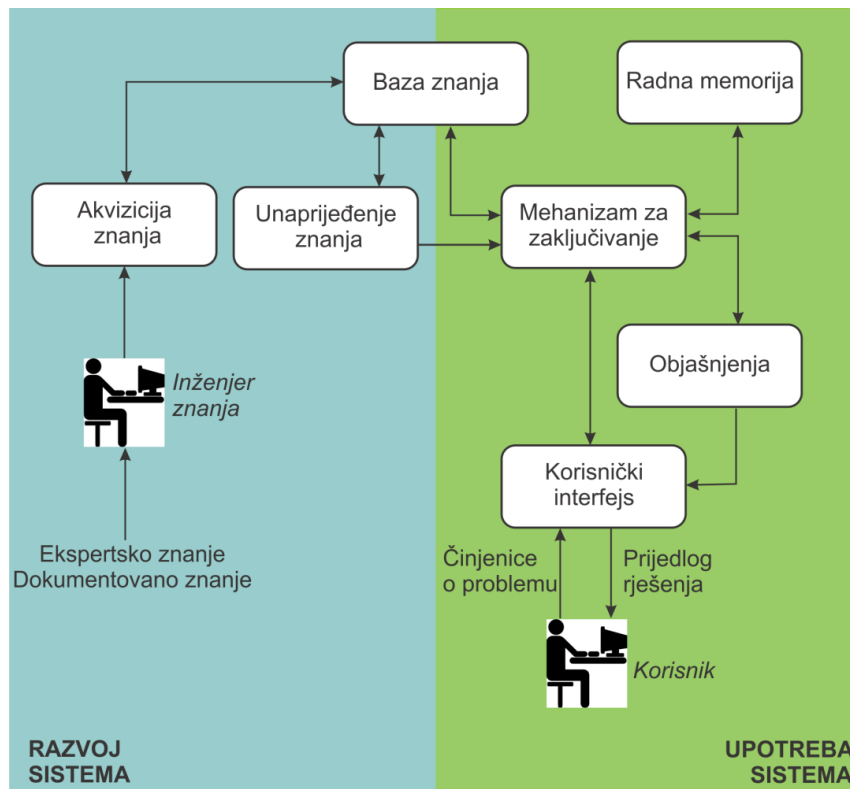 Baza znanja
Radna memorija
Akvizicija
znanja
Unaprijeđenje
znanja
Mehanizam za
zaključivanje
Inženjer
znanja
Objašnjenja
Korisnički
interfejs
Ekspertsko znanje
Dokumentovano znanje
Činjenice
o problemu
Prijedlog
rješenja
Korisnik
RAZVOJ
SISTEMA
UPOTREBA
SISTEMA